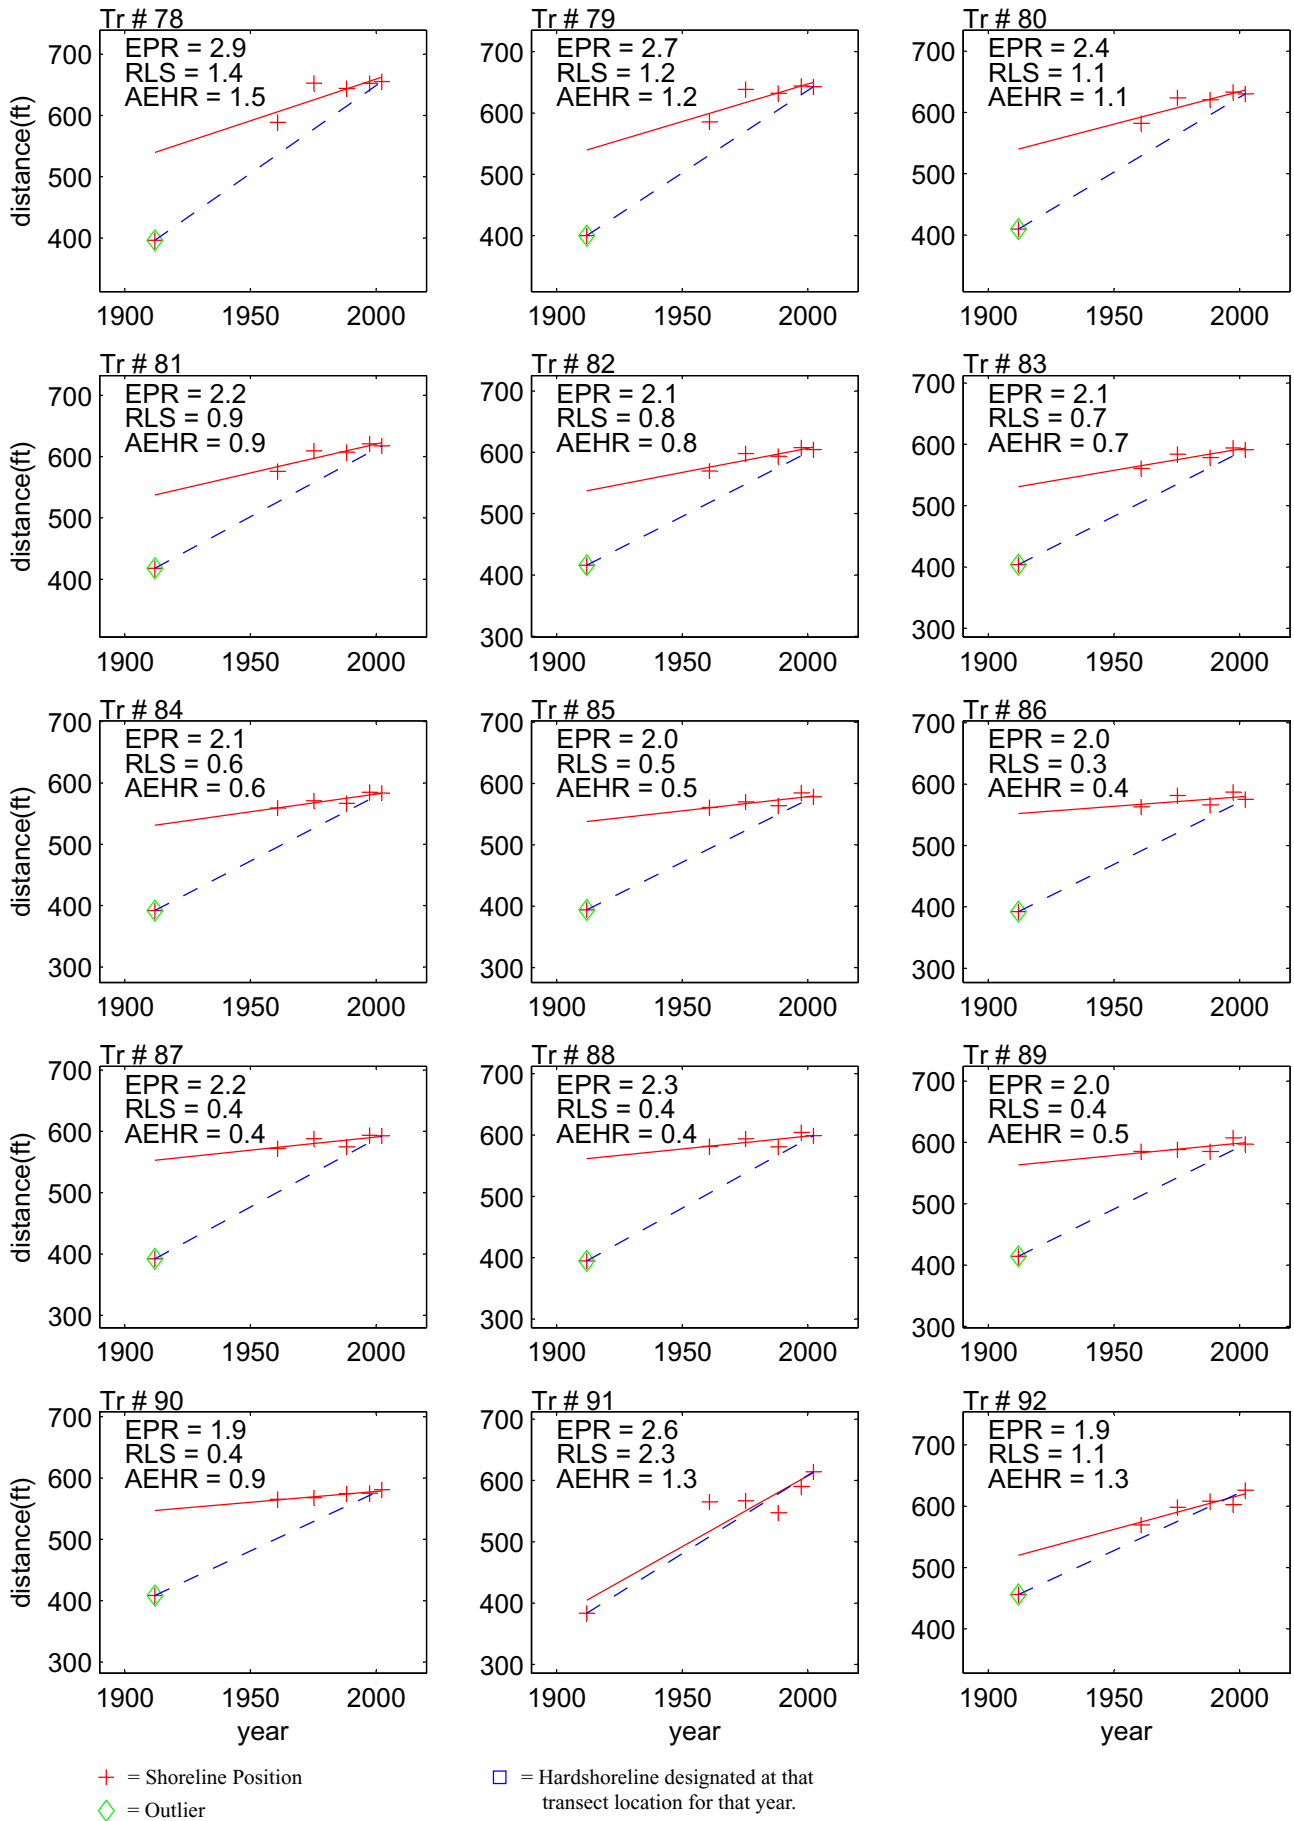 Tr # 78
EPR = 2.9
RLS = 1.4
AEHR = 1.5
distance(ft)
700
600
500
400
1900 1950 2000
Tr # 79
EPR = 2.7
RLS = 1.2
AEHR = 1.2
700
600
500
400
1900 1950 2000
Tr # 80
EPR = 2.4
RLS = 1.1
AEHR = 1.1
700
600
500
400
1900 1950 2000
Tr # 81
EPR = 2.2
RLS = 0.9
AEHR = 0.9
distance(ft)
700
600
500
400
1900 1950 2000
Tr # 82
EPR = 2.1
RLS = 0.8
AEHR = 0.8
700
600
500
400
300
1900 1950 2000
Tr # 83
EPR = 2.1
RLS = 0.7
AEHR = 0.7
700
600
500
400
300
1900 1950 2000
Tr # 84
EPR = 2.1
RLS = 0.6
AEHR = 0.6
distance(ft)
700
600
500
400
300
1900 1950 2000
Tr # 85
EPR = 2.0
RLS = 0.5
AEHR = 0.5
700
600
500
400
300
1900 1950 2000
Tr # 86
EPR = 2.0
RLS = 0.3
AEHR = 0.4
700
600
500
400
300
1900 1950 2000
Tr # 87
EPR = 2.2
RLS = 0.4
AEHR = 0.4
distance(ft)
700
600
500
400
300
1900 1950 2000
Tr # 88
EPR = 2.3
RLS = 0.4
AEHR = 0.4
700
600
500
400
300
1900 1950 2000
Tr # 89
EPR = 2.0
RLS = 0.4
AEHR = 0.5
700
600
500
400
300
1900 1950 2000
Tr # 90
EPR = 1.9
RLS = 0.4
AEHR = 0.9
distance(ft)
700
600
500
400
300
1900 1950 2000
year
Tr # 91
EPR = 2.6
RLS = 2.3
AEHR = 1.3
700
600
500
400
300
1900 1950 2000
year
Tr # 92
EPR = 1.9
RLS = 1.1
AEHR = 1.3
700
600
500
400
1900 1950 2000
year
= Shoreline Position
= Outlier
= Hardshoreline designated at that
transect location for that year.